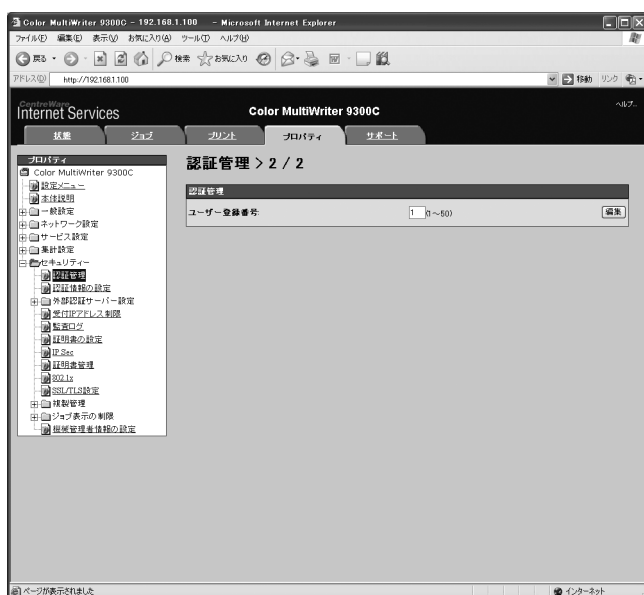 Color MultiWriter 9300C - 192.168.1.100 - Microsoft Internet Explorer
ファイル(F) 編集(E) 表示(V) お気に入り(A) ツール(T) ヘルプ(H)
戻る 検索 お気に入り
アドレス(D) http://192.168.1.100 移動 リンク
CentreWare
Internet Services
Color MultiWriter 9300C
ヘルプ...
状態 ジョブ プリント プロパティ サポート
プロパティ
Color MultiWriter 9300C
設定メニュー
本体説明
一般設定
ネットワーク設定
サービス設定
集計設定
セキュリティー
認証管理
認証情報の設定
外部認証サーバー設定
受付IPアドレス制限
監査ログ
証明書の設定
IP Sec
証明書管理
802.1x
SSL/TLS設定
複製管理
ジョブ表示の制限
機械管理者情報の設定
認証管理 > 2 / 2
認証管理
ユーザー登録番号: 1 (1～50) 編集
ページが表示されました インターネット